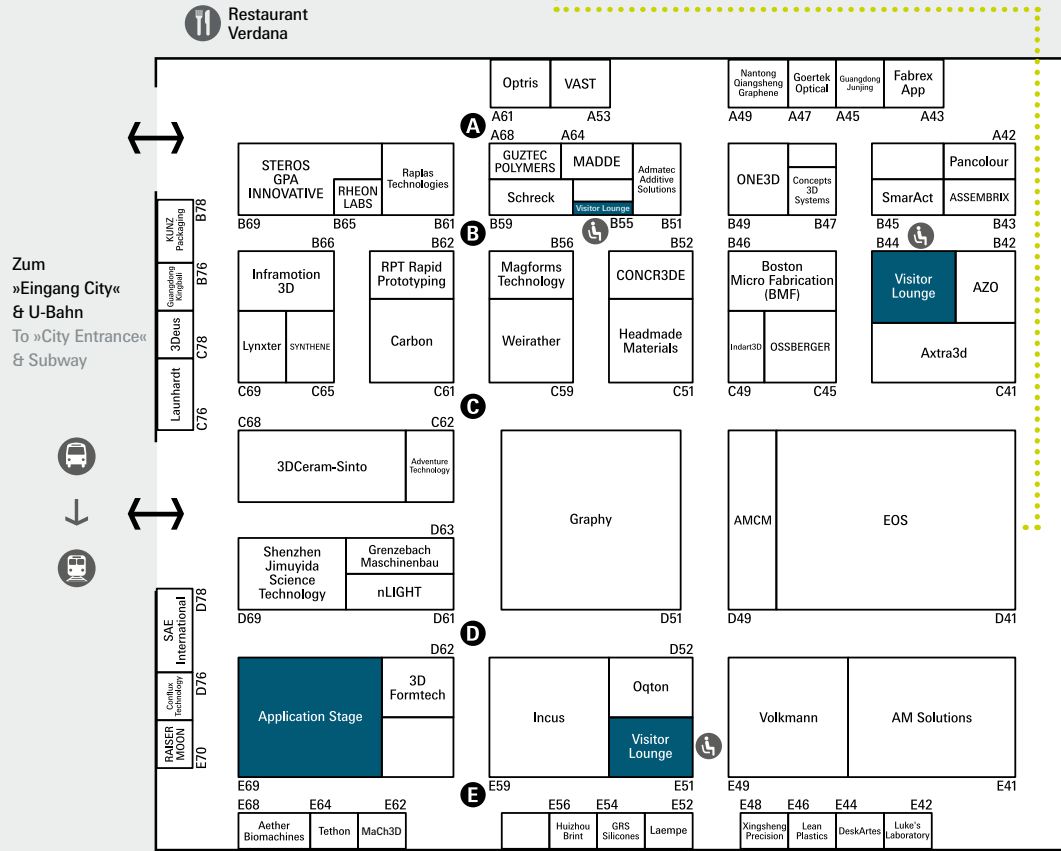 Restaurant
Verdana
Optris
VAST
Nantong
Qiangsheng
Graphene
Goertek
Optical
Guangdong
Junjing
Fabrex
App
A61
A53
A49
A47
A45
A43
A
A68
A64
A42
STEROS
GPA
INNOVATIVE
RHEON
LABS
Raplas
Technologies
GUZTEC
POLYMERS
MADDE
Admatec
Additive
Solutions
Schreck
Visitor Lounge
ONE3D
Concepts
3D
Systems
Pancolour
SmarAct
ASSEMBRIX
B69
B65
B61
B59
B55
B51
B49
B47
B45
B43
B
B78
KUNZ
Packaging
B76
Guangdong
Kingbali
C78
3Deus
C76
Launhardt
Zum
»Eingang City«
& U-Bahn
To »City Entrance«
& Subway
B66
B62
B56
B52
B46
B44
B42
Inframotion
3D
RPT Rapid
Prototyping
Magforms
Technology
CONCR3DE
Boston
Micro Fabrication
(BMF)
Visitor
Lounge
AZO
Lynxter
SYNTHENE
Carbon
Weirather
Headmade
Materials
Indart3D
OSSBERGER
Axtra3d
C69
C65
C61
C59
C51
C49
C45
C41
C
C68
C62
3DCeram-Sinto
Adventure
Technology
Graphy
AMCM
EOS
D63
Shenzhen
Jimuyida
Science
Technology
Grenzebach
Maschinenbau
nLIGHT
D69
D61
D51
D49
D41
D
D78
SAE
International
D76
Conflux
Technology
E70
RAISER
MOON
D62
D52
Application Stage
3D
Formtech
Incus
Oqton
Visitor
Lounge
Volkmann
AM Solutions
E69
E59
E51
E49
E41
E
E68
E64
E62
E56
E54
E52
E48
E46
E44
E42
Aether
Biomachines
Tethon
MaCh3D
Huizhou
Brint
GRS
Silicones
Laempe
Xingsheng
Precision
Lean
Plastics
DeskArtes
Luke's
Laboratory